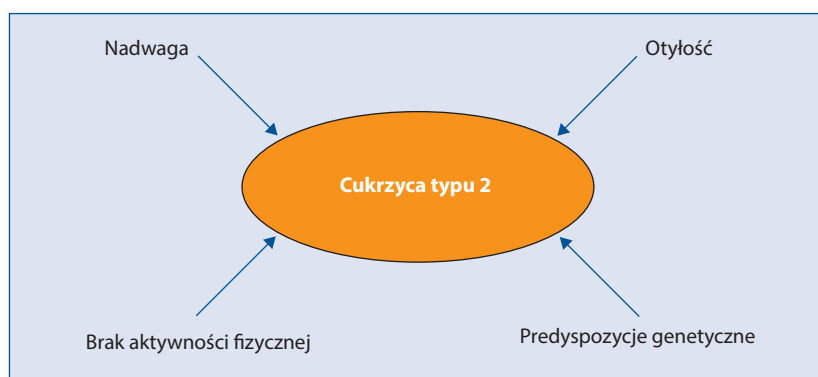 Nadwaga
Otyłość
Cukrzyca typu 2
Brak aktywności fizycznej
Predyspozycje genetyczne